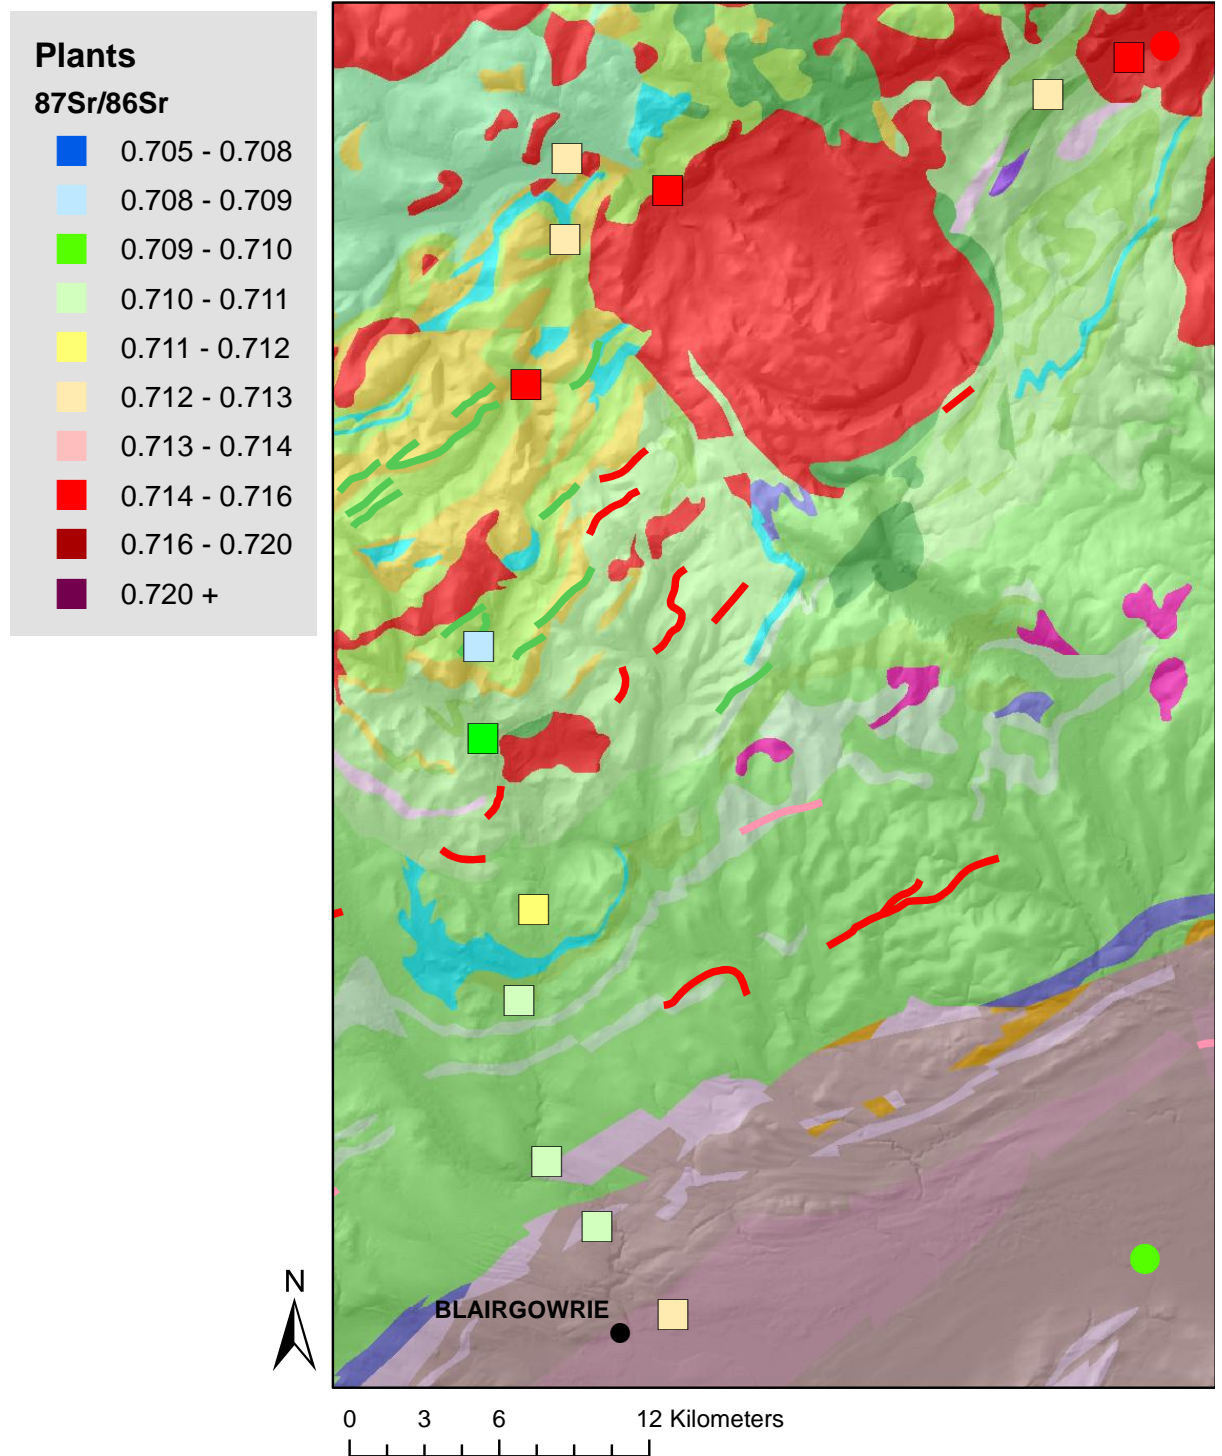 Plants
87Sr/86Sr
0.705 - 0.708
0.708 - 0.709
0.709 - 0.710
0.710 - 0.711
0.711 - 0.712
0.712 - 0.713
0.713 - 0.714
0.714 - 0.716
0.716 - 0.720
0.720 +
N
BLAIRGOWRIE
0 3 6 12 Kilometers